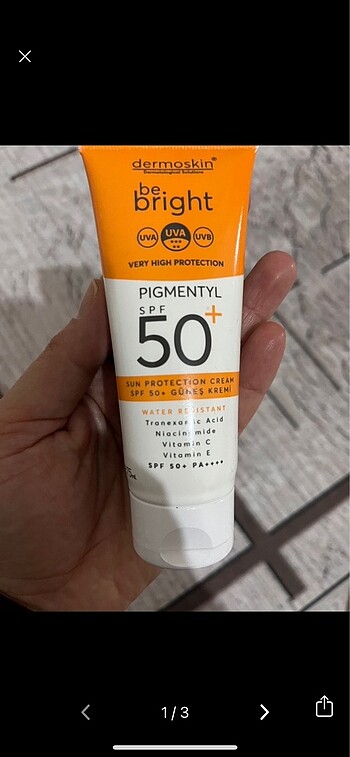 dermoskin®
Dermatological Solutions
be
bright
UVA UVA UVB
VERY HIGH PROTECTION
PIGMENTYL
SPF
50+
SUN PROTECTION CREAM
SPF 50+ GÜNEŞ KREMİ
WATER RESISTANT
Tranexamic Acid
Niacinamide
Vitamin C
Vitamin E
SPF 50+ PA++++
1/3